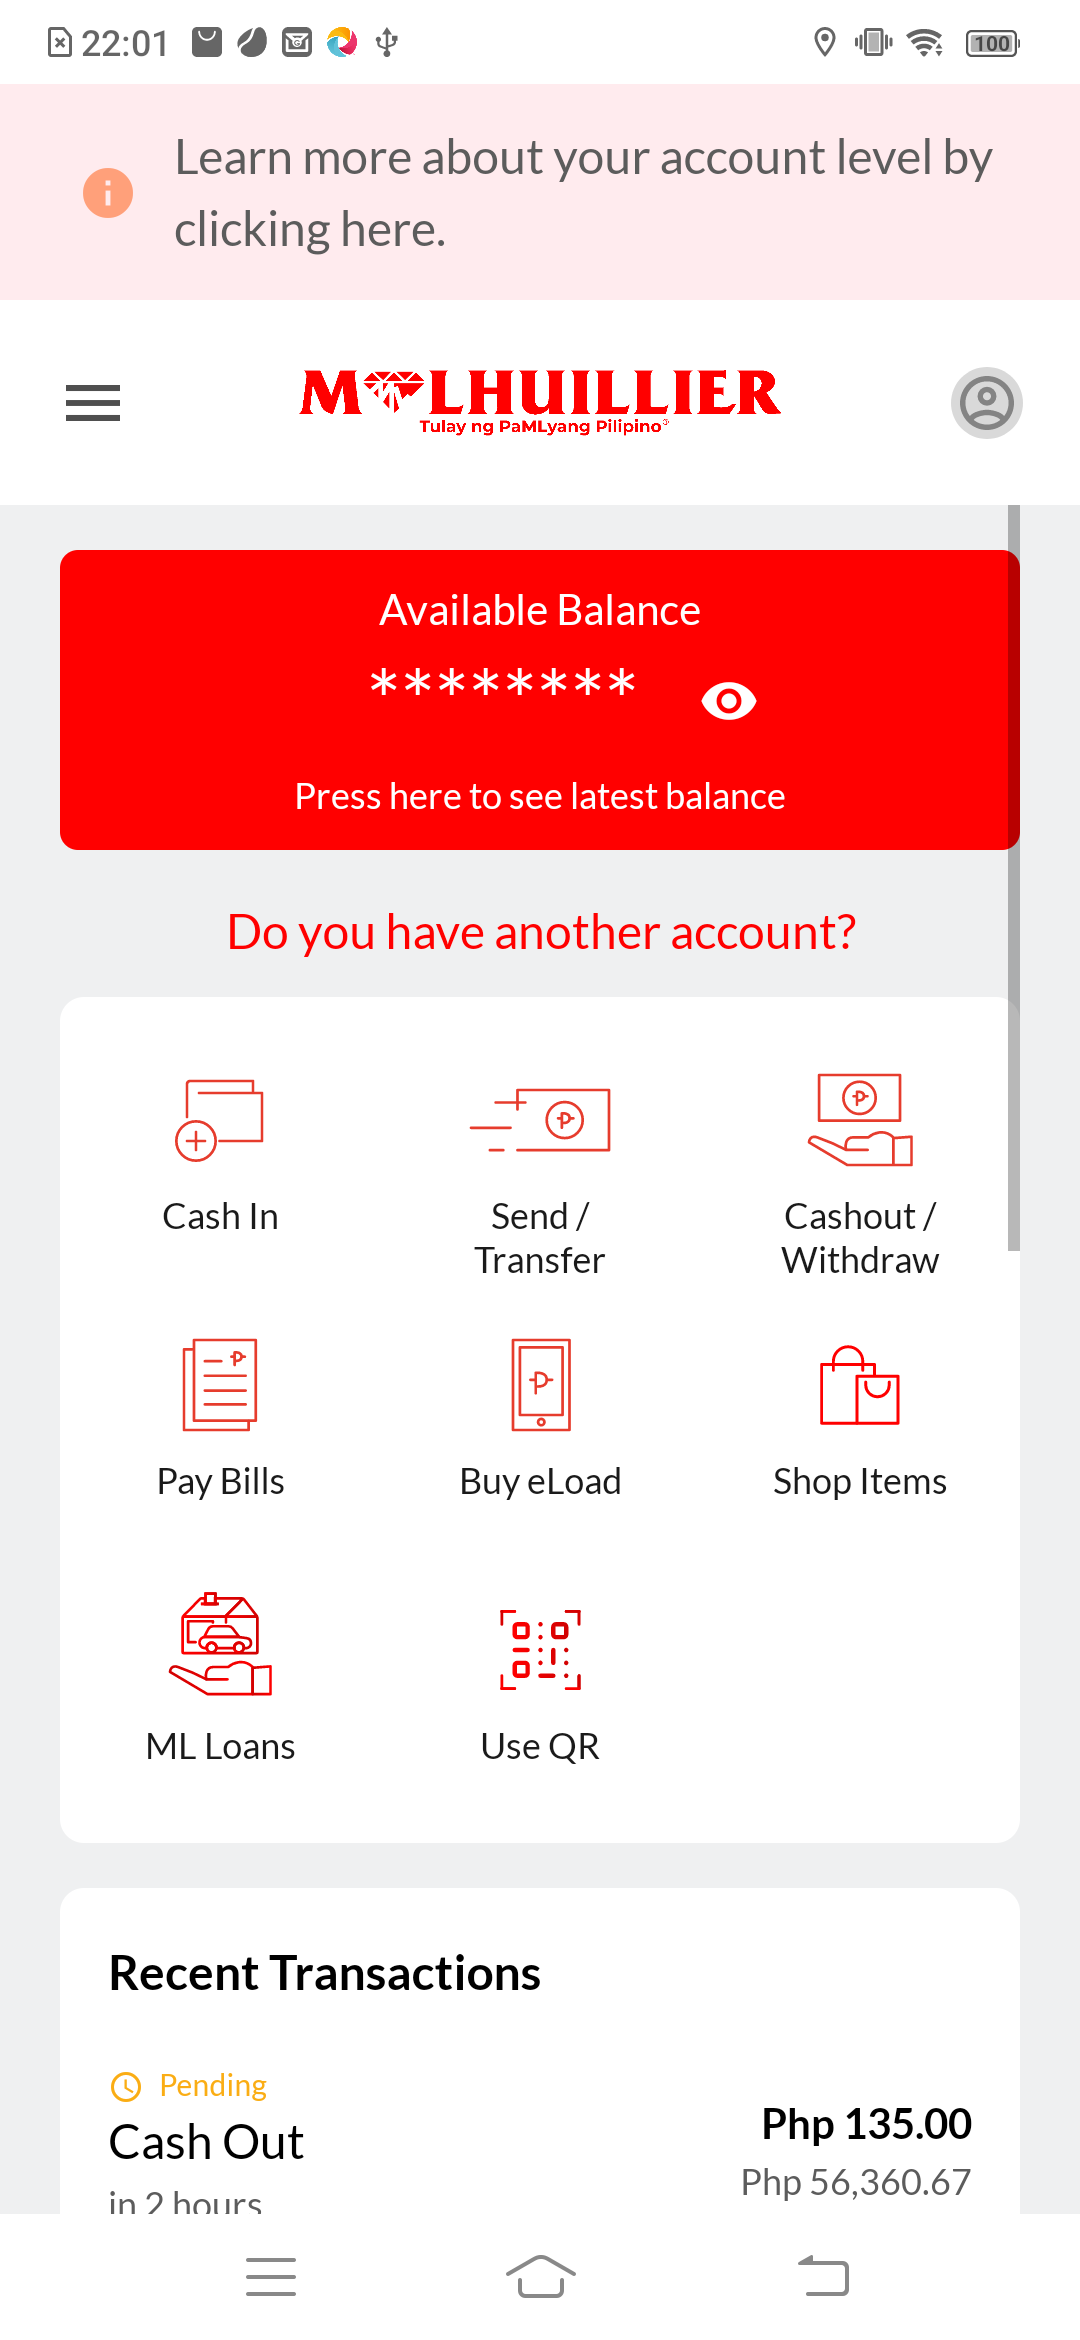 22:01
100
Learn more about your account level by
clicking here.
M LHUILLIER
Tulay ng PaMLyang Pilipino®
Available Balance
********
Press here to see latest balance
Do you have another account?
Cash In
Send /
Transfer
Cashout /
Withdraw
Pay Bills
Buy eLoad
Shop Items
ML Loans
Use QR
Recent Transactions
Pending
Cash Out
Php 135.00
Php 56,360.67
in 2 hours